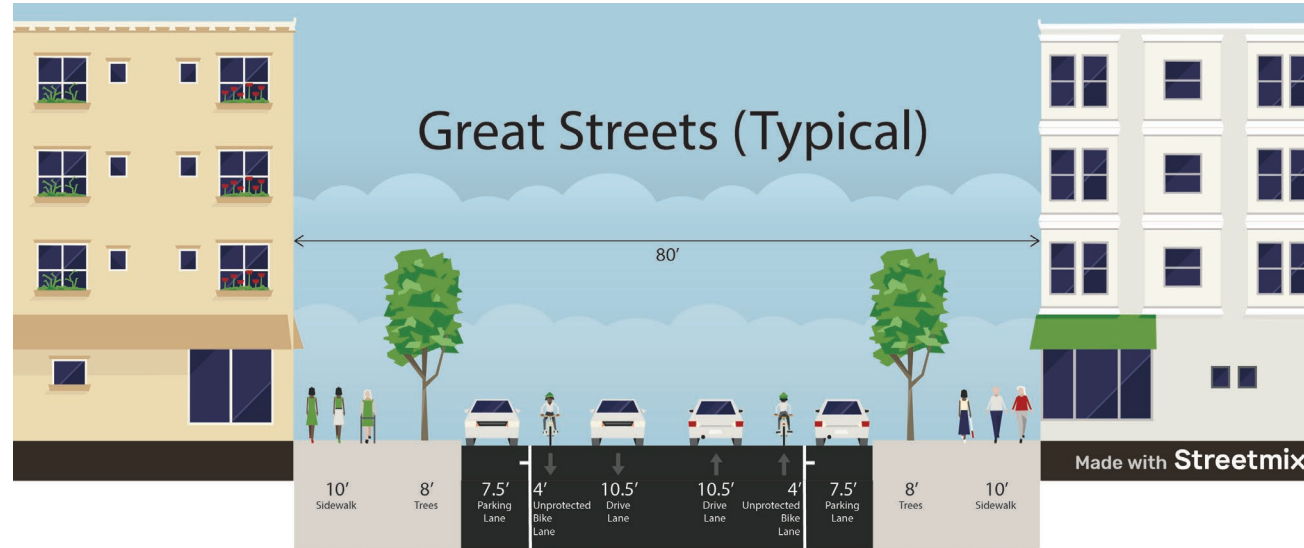 Great Streets (Typical)
80’
10’
Sidewalk
8’
Trees
7.5’
Parking
Lane
4’
Unprotected
Bike
Lane
10.5’
Drive
Lane
10.5’
Drive
Lane
4’
Unprotected
Bike
Lane
7.5’
Parking
Lane
8’
Trees
10’
Sidewalk
Made with Streetmix